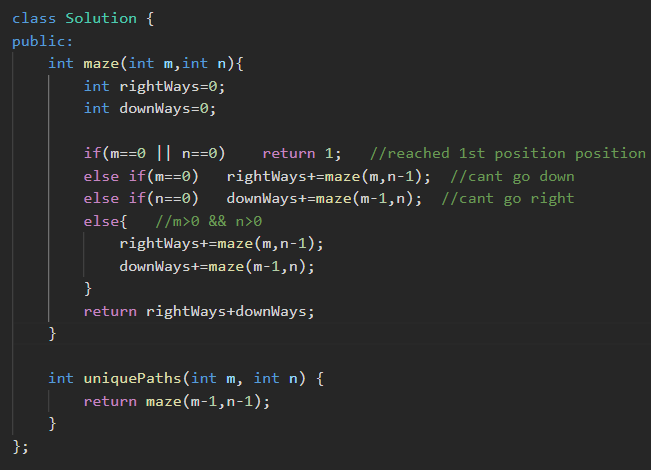 class Solution {
public:
    int maze(int m,int n){
        int rightWays=0;
        int downWays=0;

        if(m==0 || n==0)    return 1;   //reached 1st position position
        else if(m==0)   rightWays+=maze(m,n-1);  //cant go down
        else if(n==0)   downWays+=maze(m-1,n);  //cant go right
        else{   //m>0 && n>0
            rightWays+=maze(m,n-1);
            downWays+=maze(m-1,n);
        }
        return rightWays+downWays;
    }

    int uniquePaths(int m, int n) {
        return maze(m-1,n-1);
    }
};